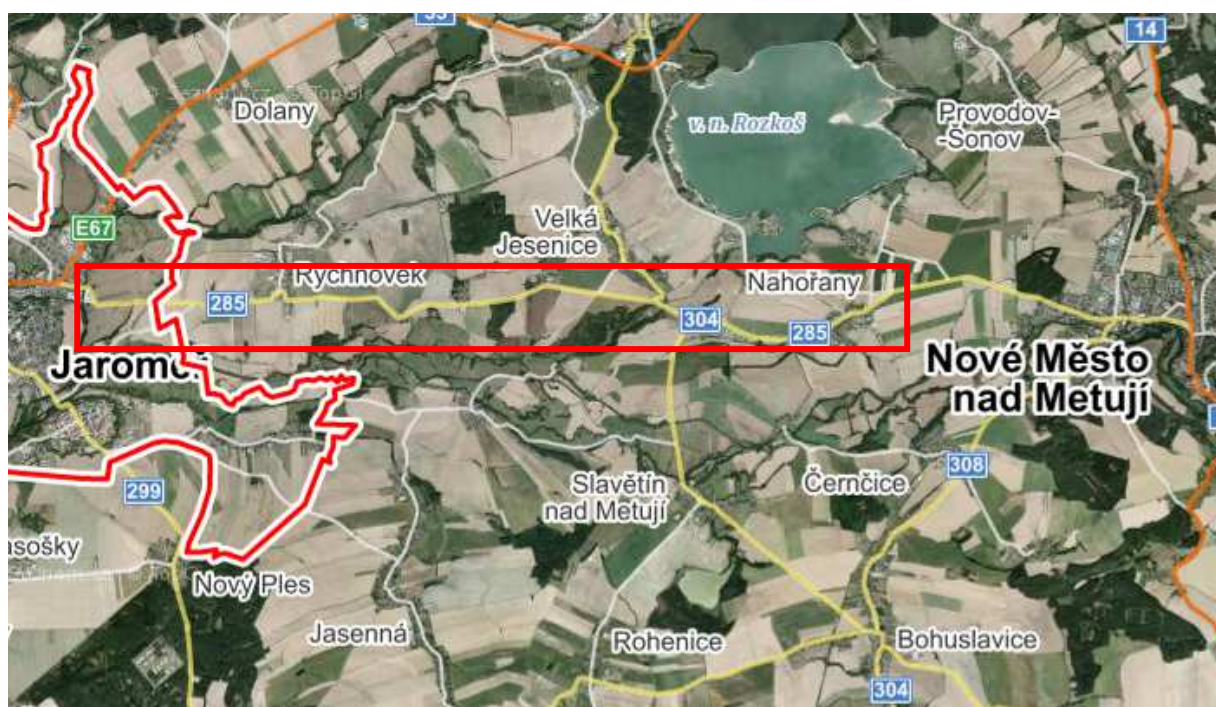 33
14
Dolany
v. n. Rozkoš
Provodov-
-Šonov
E67
Velká
Jesenice
Rychnovek
Nahořany
285
304
285
Nové Město
nad Metují
308
299
Slavětín
nad Metují
Černčice
Nový Ples
Jasenná
Rohenice
Bohuslavice
304